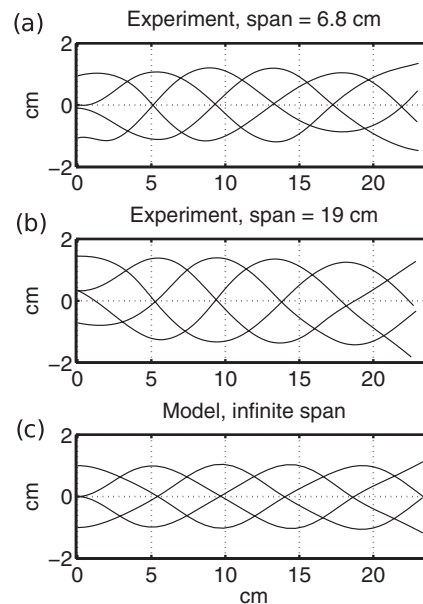 (a)
Experiment, span = 6.8 cm
2
0
−2
cm
0 5 10 15 20
(b)
Experiment, span = 19 cm
2
0
−2
cm
0 5 10 15 20
(c)
Model, infinite span
2
0
−2
cm
0 5 10 15 20
cm